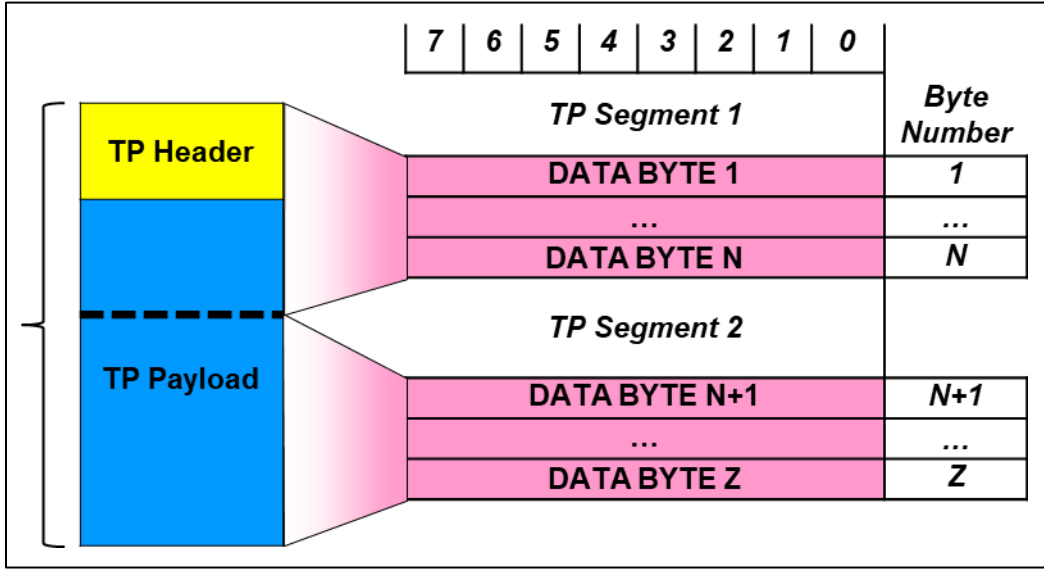 7 6 5 4 3 2 1 0
TP Segment 1
Byte
Number
TP Header
DATA BYTE 1 1
... ...
DATA BYTE N N
TP Segment 2
TP Payload
DATA BYTE N+1 N+1
... ...
DATA BYTE Z Z